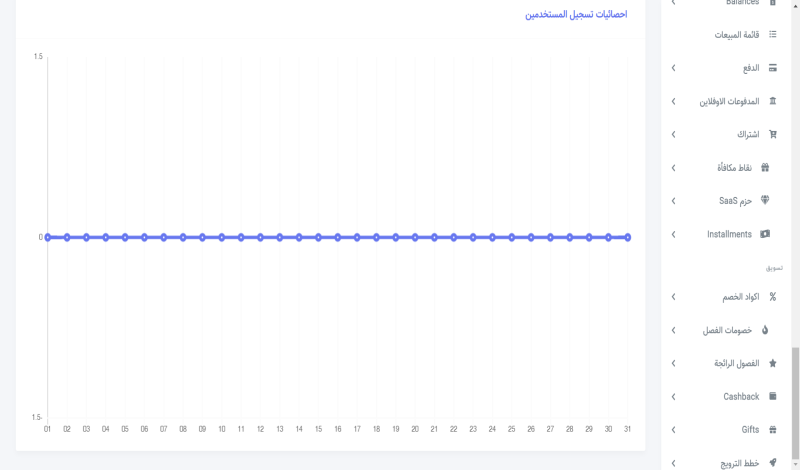 احصائيات تسجيل المستخدمين
1.5
0
1.5-
01 02 03 04 05 06 07 08 09 10 11 12 13 14 15 16 17 18 19 20 21 22 23 24 25 26 27 28 29 30 31
Balances
قائمة المبيعات
الدفع
المدفوعات الاوفلاين
اشتراك
نقاط مكافأة
حزم SaaS
Installments
تسويق
اكواد الخصم
خصومات الفصل
الفصول الرائجة
Cashback
Gifts
خطط الترويج